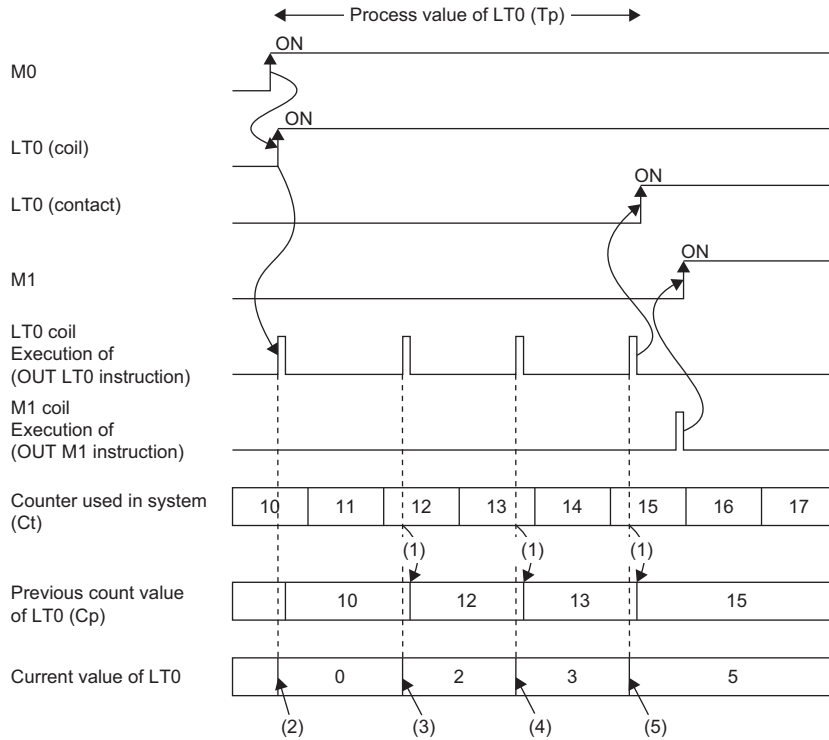 Process value of LT0 (Tp)
ON
M0
ON
LT0 (coil)
ON
LT0 (contact)
ON
M1
LT0 coil
Execution of
(OUT LT0 instruction)
M1 coil
Execution of
(OUT M1 instruction)
Counter used in system
(Ct)
10 11 12 13 14 15 16 17
(1) (1) (1)
Previous count value
of LT0 (Cp)
10 12 13 15
Current value of LT0
0 2 3 5
(2) (3) (4) (5)